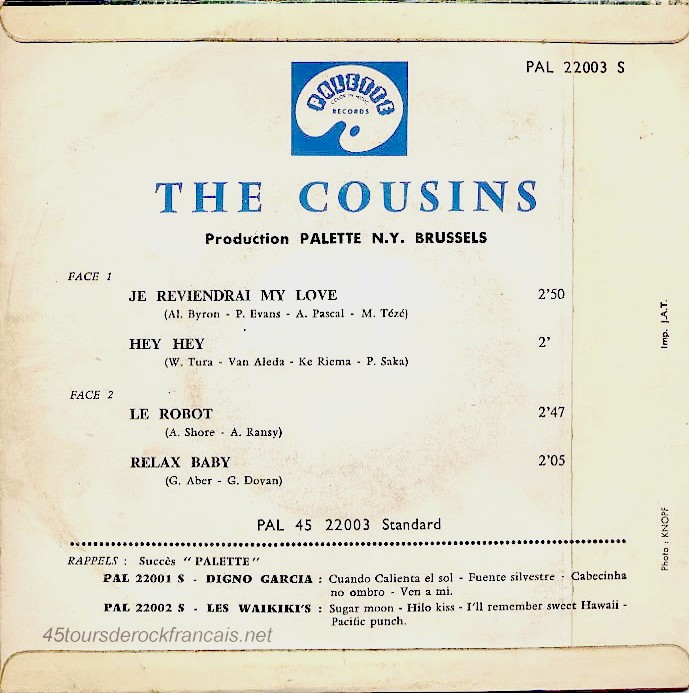 PAL 22003 S
PALETTE
COLOR IN MUSIC
RECORDS
THE COUSINS
Production PALETTE N.Y. BRUSSELS
FACE 1
JE REVIENDRAI MY LOVE 2'50
(Al. Byron - P. Evans - A. Pascal - M. Tézé)
HEY HEY 2'
(W. Tura - Van Aleda - Ke Riema - P. Saka)
FACE 2
LE ROBOT 2'47
(A. Shore - A. Ransy)
RELAX BABY 2'05
(G. Aber - G. Dovan)
PAL 45 22003 Standard
RAPPELS : Succès "PALETTE"
PAL 22001 S - DIGNO GARCIA : Cuando Calienta el sol - Fuente silvestre - Cabecinha
no ombro - Ven a mi.
PAL 22002 S - LES WAIKIKI'S : Sugar moon - Hilo kiss - I'll remember sweet Hawaii -
Pacific punch.
Imp. J.A.T.
Photo : KNOPF
45toursderockfrancais.net